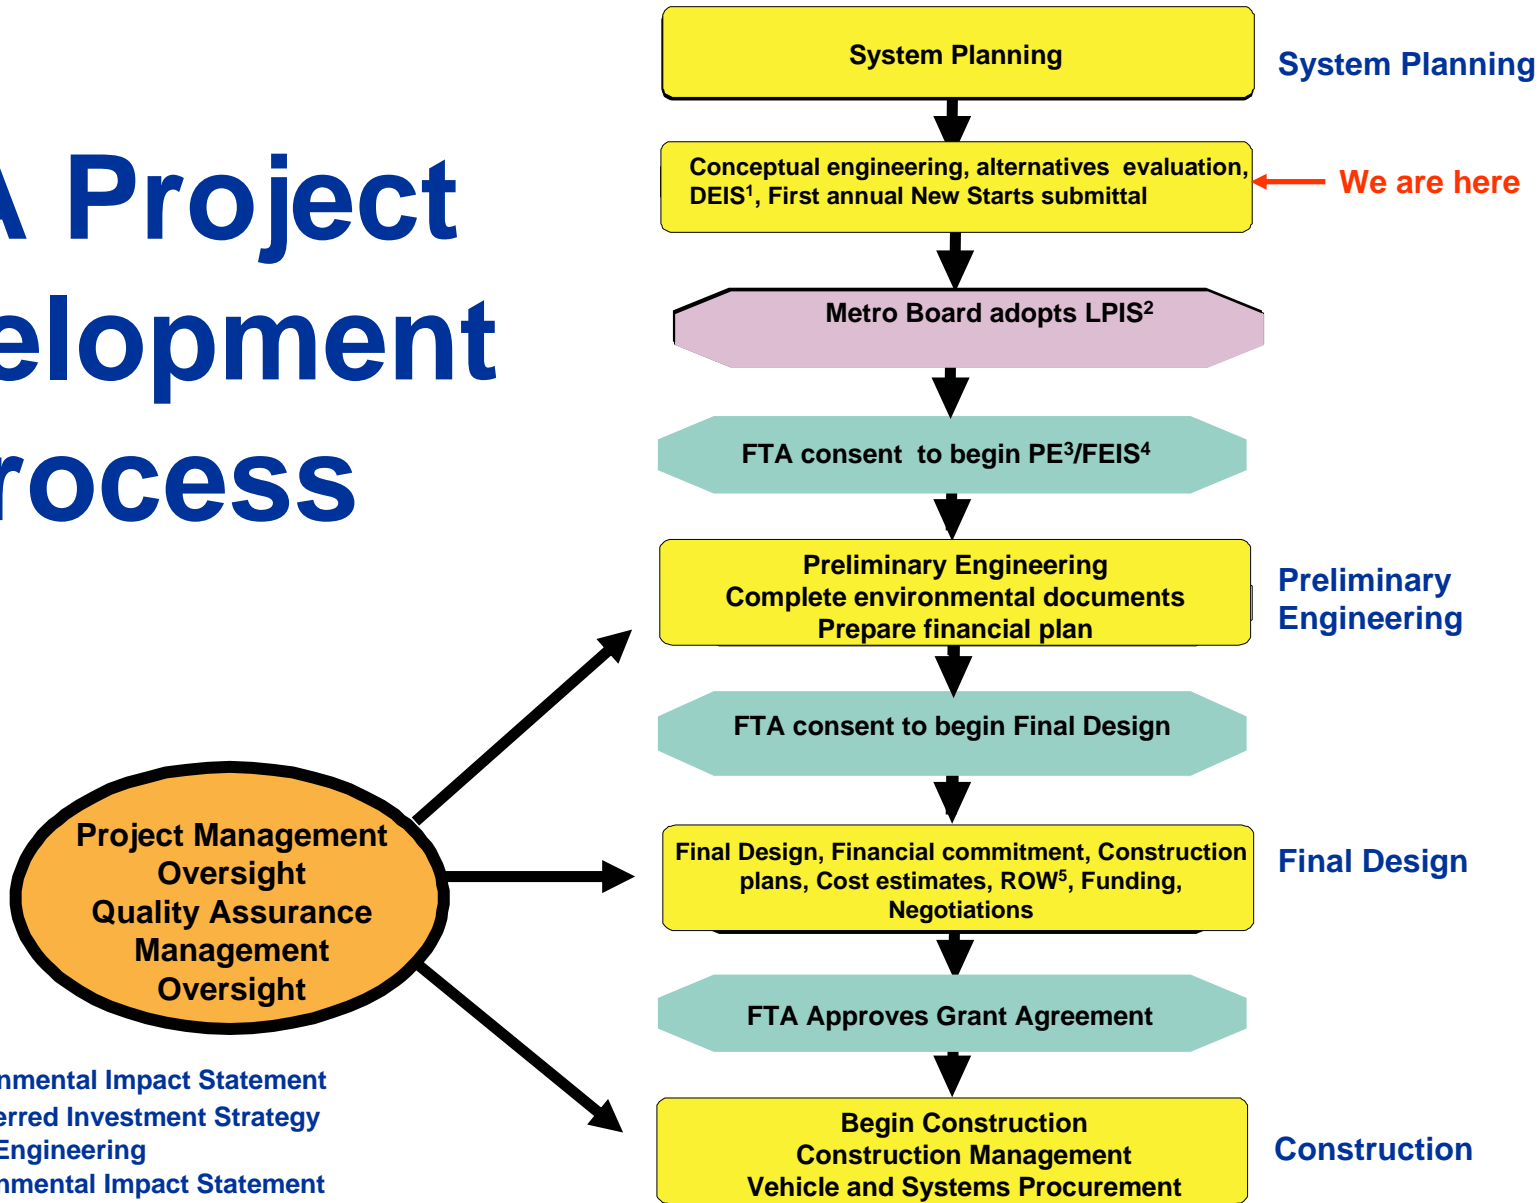 A Project
elopment
rocess
System Planning
System Planning
Conceptual engineering, alternatives evaluation,
DEIS¹, First annual New Starts submittal
We are here
Metro Board adopts LPIS²
FTA consent to begin PE³/FEIS⁴
Preliminary Engineering
Complete environmental documents
Prepare financial plan
Preliminary
Engineering
FTA consent to begin Final Design
Project Management
Oversight
Quality Assurance
Management
Oversight
Final Design, Financial commitment, Construction
plans, Cost estimates, ROW⁵, Funding,
Negotiations
Final Design
FTA Approves Grant Agreement
Begin Construction
Construction Management
Vehicle and Systems Procurement
Construction
nmental Impact Statement
erred Investment Strategy
Engineering
nmental Impact Statement